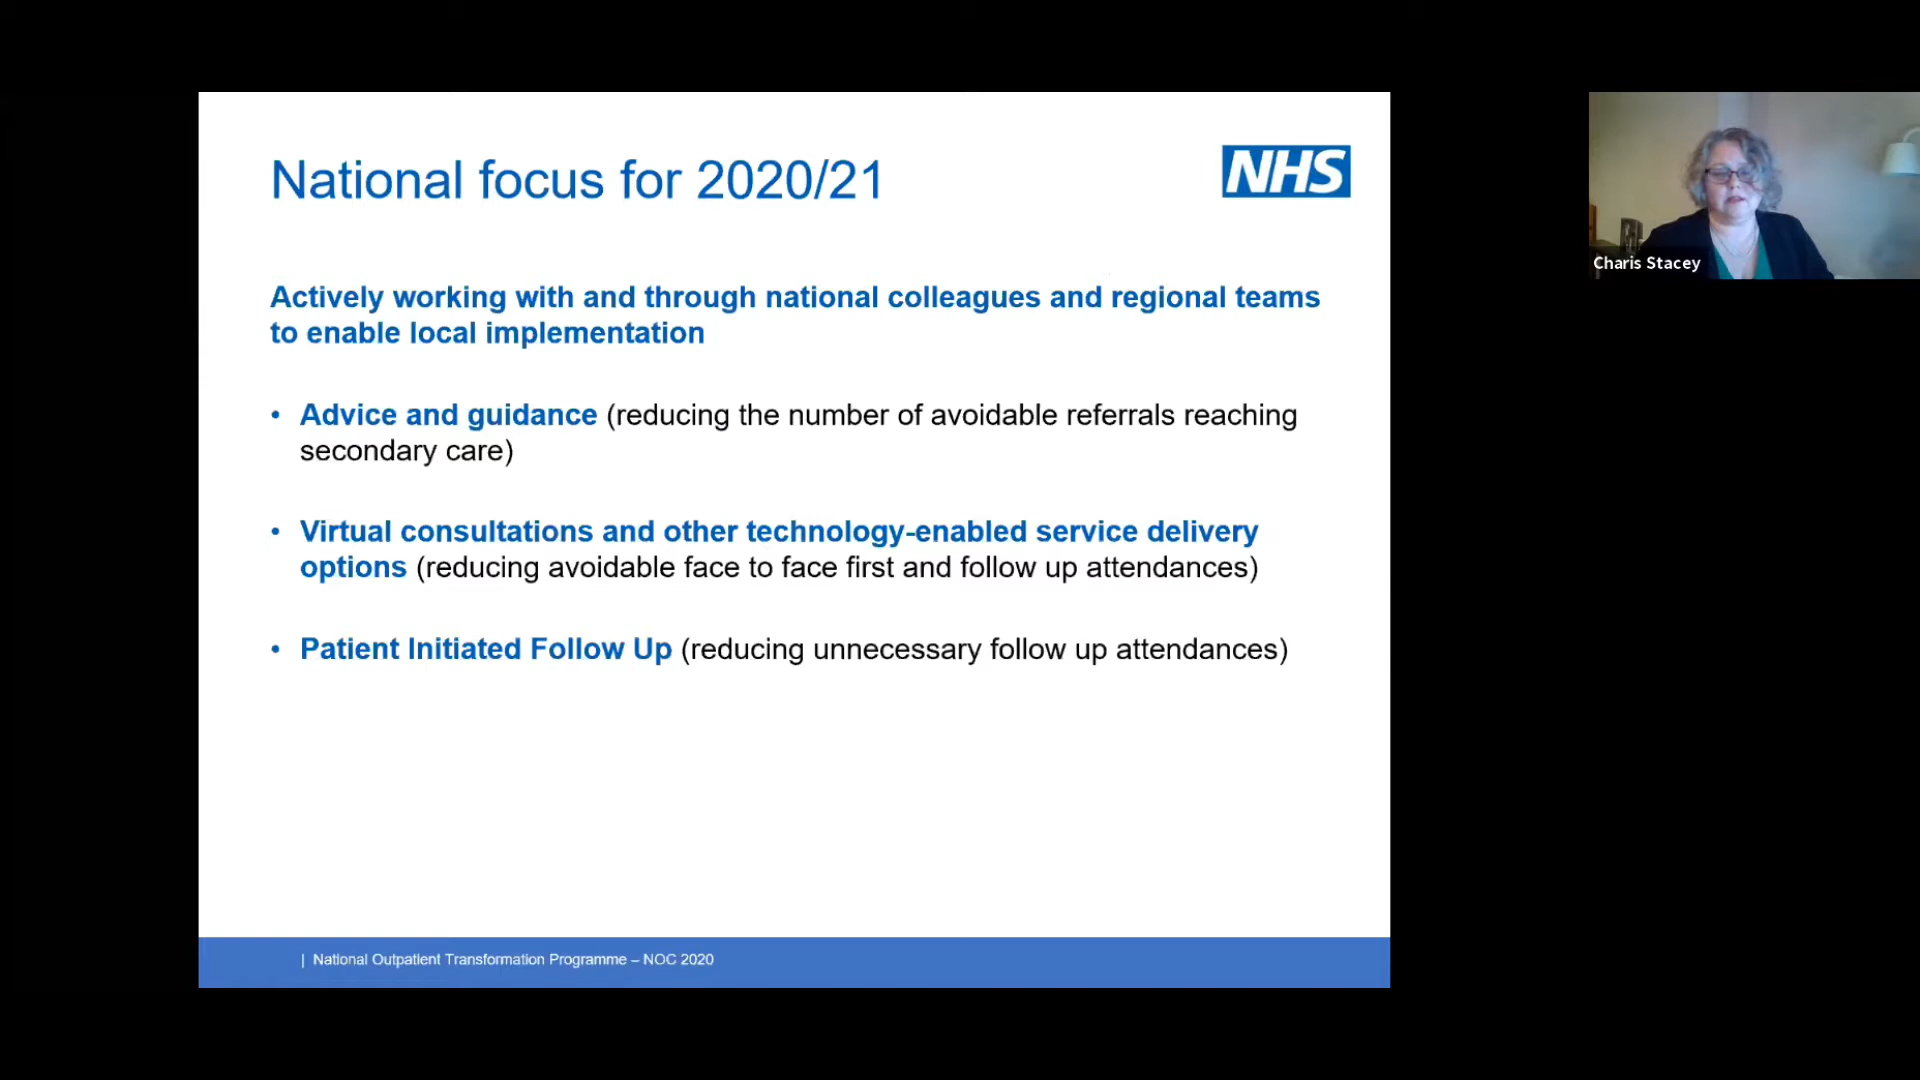 National focus for 2020/21
NHS
Actively working with and through national colleagues and regional teams
to enable local implementation
• Advice and guidance (reducing the number of avoidable referrals reaching
secondary care)
• Virtual consultations and other technology-enabled service delivery
options (reducing avoidable face to face first and follow up attendances)
• Patient Initiated Follow Up (reducing unnecessary follow up attendances)
| National Outpatient Transformation Programme – NOC 2020
Charis Stacey